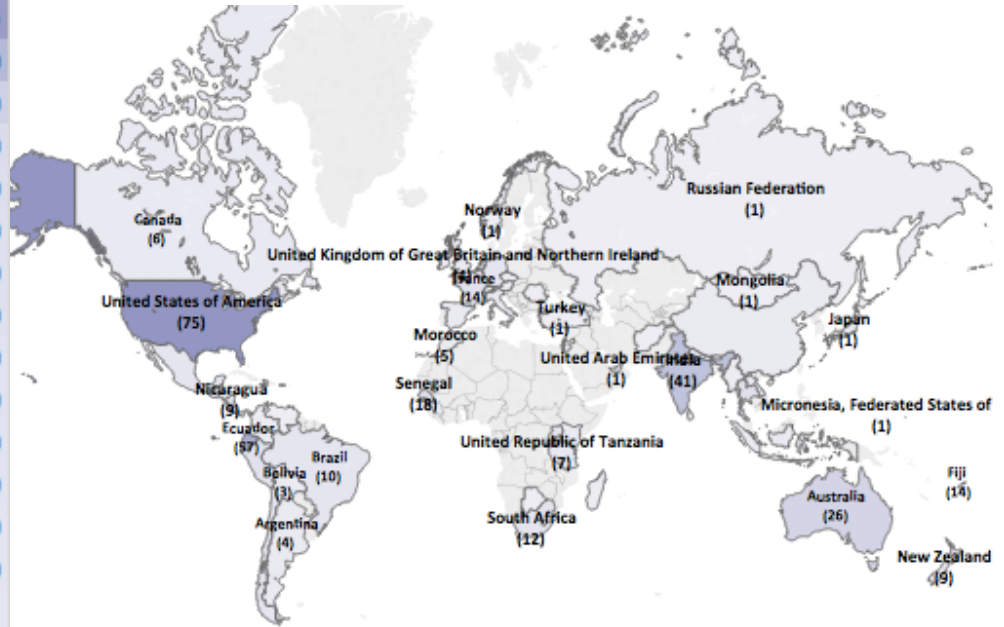 Canada
(6)
United States of America
(75)
Nicaragua
(9)
Ecuador
(57)
Brazil
(10)
Bolivia
(3)
Argentina
(4)
Norway
(1)
United Kingdom of Great Britain and Northern Ireland
France
(14)
Turkey
(1)
Morocco
(5)
Senegal
(18)
United Arab Emirates
(1)
India
(41)
United Republic of Tanzania
(7)
South Africa
(12)
Russian Federation
(1)
Mongolia
(1)
Japan
(1)
Micronesia, Federated States of
(1)
Fiji
(14)
Australia
(26)
New Zealand
(9)